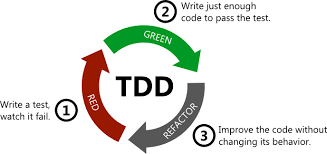 2 Write just enough
code to pass the test.
GREEN
TDD
Write a test,
watch it fail.
1
RED
REFACTOR
3 Improve the code without
changing its behavior.